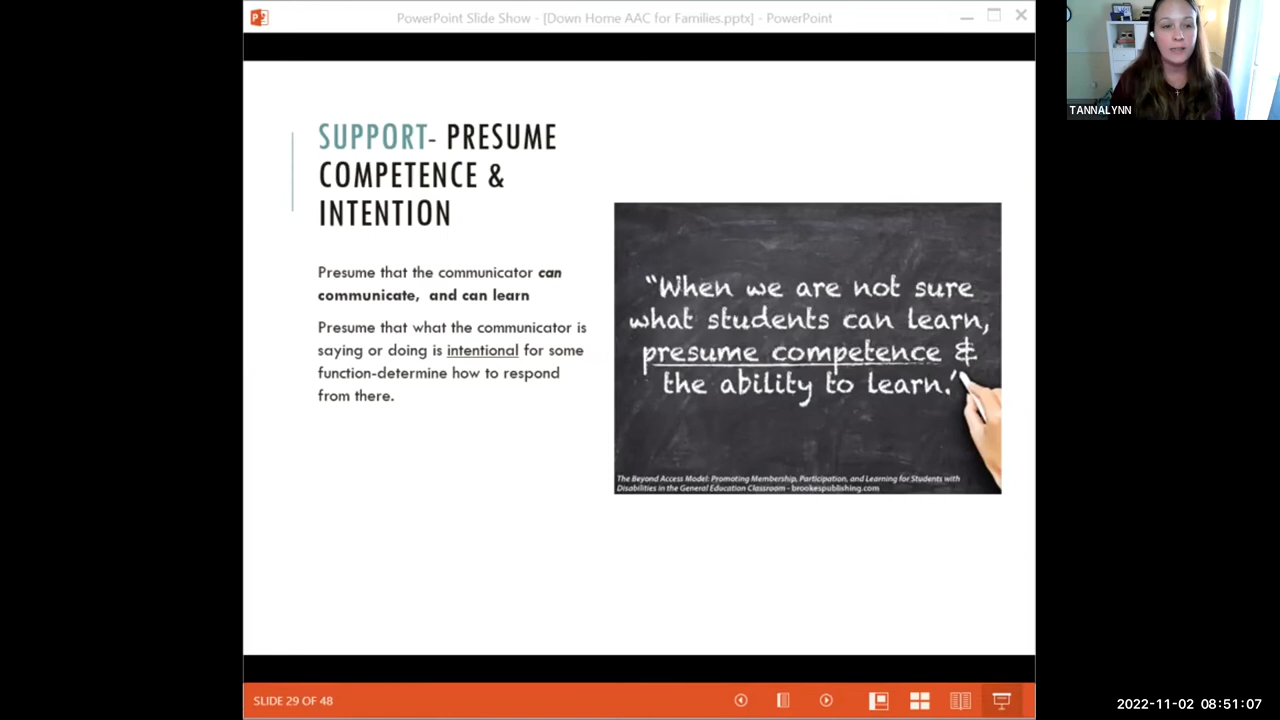 PowerPoint Slide Show - [Down Home AAC for Families.pptx] - PowerPoint
TANNALYNN
SUPPORT- PRESUME
COMPETENCE &
INTENTION
Presume that the communicator can
communicate, and can learn
Presume that what the communicator is
saying or doing is intentional for some
function-determine how to respond
from there.
“When we are not sure
what students can learn,
presume competence &
the ability to learn.”
The Beyond Access Model: Promoting Membership, Participation, and Learning for Students with
Disabilities in the General Education Classroom - brookespublishing.com
SLIDE 29 OF 48
2022-11-02 08:51:07